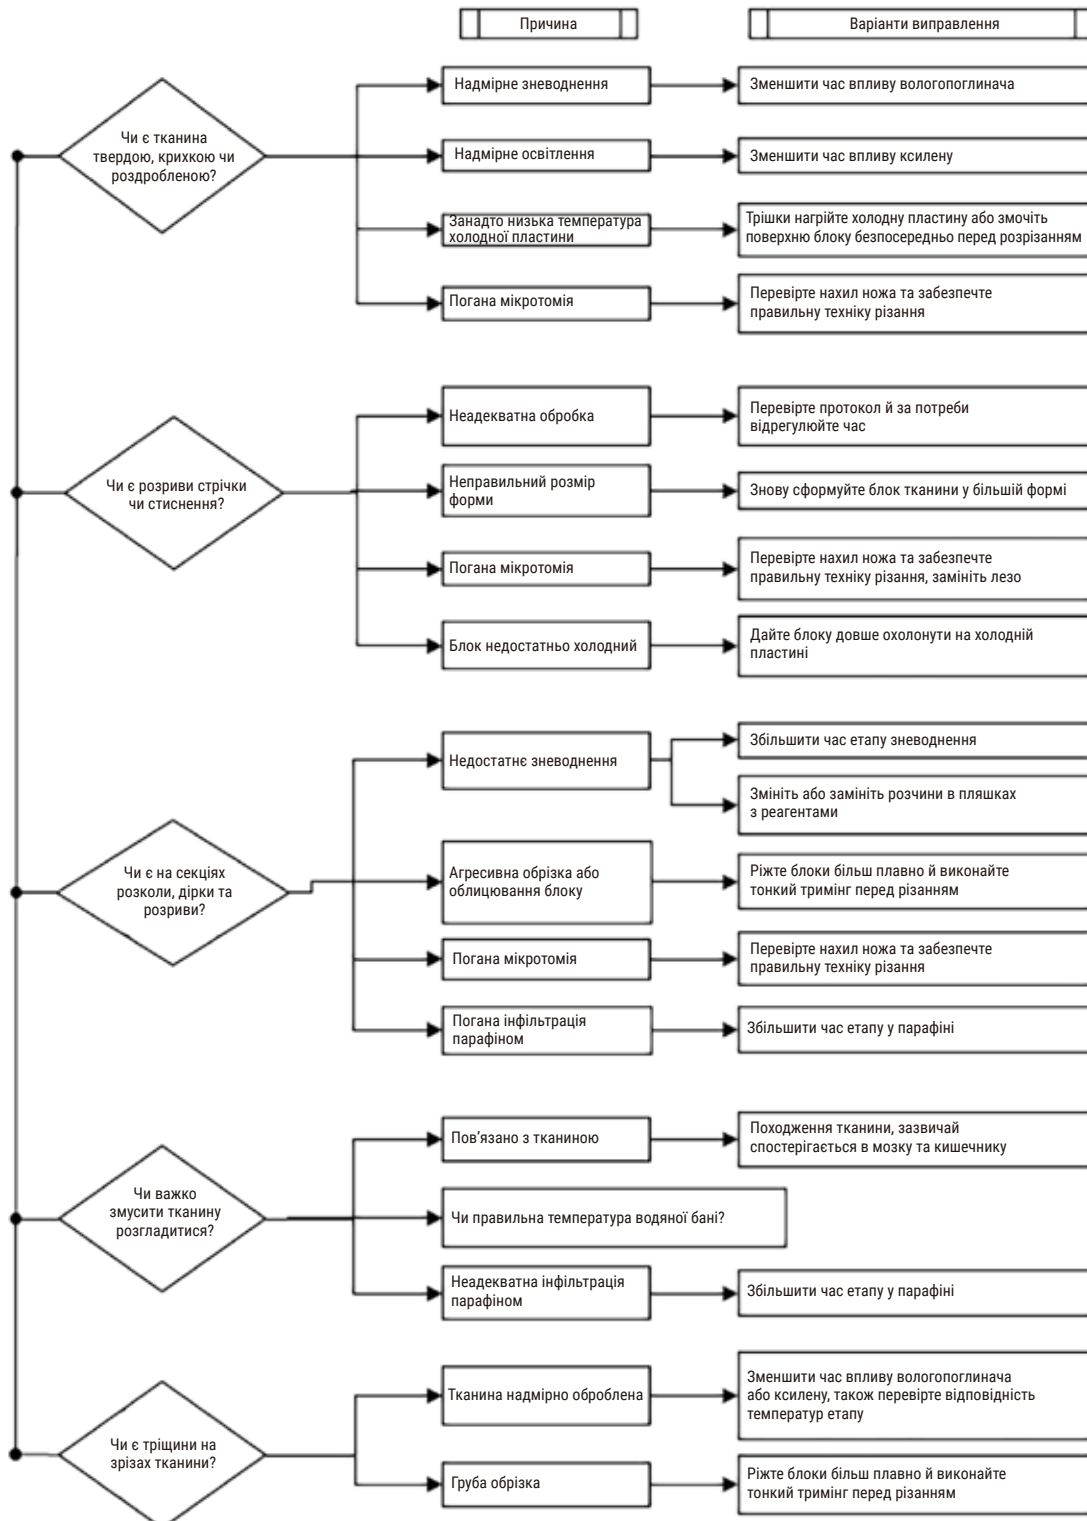 Причина
Варіанти виправлення
Чи є тканина
твердою, крихкою чи
роздробленою?
Надмірне зневоднення
Зменшити час впливу вологопоглинача
Надмірне освітлення
Зменшити час впливу ксилену
Занадто низька температура
холодної пластини
Трішки нагрійте холодну пластину або змочіть
поверхню блоку безпосередньо перед розрізанням
Погана мікротомія
Перевірте нахил ножа та забезпечте
правильну техніку різання
Чи є розриви стрічки
чи стиснення?
Неадекватна обробка
Перевірте протокол й за потреби
відрегулюйте час
Неправильний розмір
форми
Знову сформуйте блок тканини у більшій формі
Погана мікротомія
Перевірте нахил ножа та забезпечте
правильну техніку різання, замініть лезо
Блок недостатньо холодний
Дайте блоку довше охолонути на холодній
пластині
Чи є на секціях
розколи, дірки та
розриви?
Недостатнє зневоднення
Збільшити час етапу зневоднення
Змініть або замініть розчини в пляшках
з реагентами
Агресивна обрізка або
облицювання блоку
Ріжте блоки більш плавно й виконайте
тонкий тримінг перед різанням
Погана мікротомія
Перевірте нахил ножа та забезпечте
правильну техніку різання
Погана інфільтрація
парафіном
Збільшити час етапу у парафіні
Чи важко
змусити тканину
розгладитися?
Пов’язано з тканиною
Походження тканини, зазвичай
спостерігається в мозку та кишечнику
Чи правильна температура водяної бані?
Неадекватна інфільтрація
парафіном
Збільшити час етапу у парафіні
Чи є тріщини на
зрізах тканини?
Тканина надмірно оброблена
Зменшити час впливу вологопоглинача
або ксилену, також перевірте відповідність
температур етапу
Груба обрізка
Ріжте блоки більш плавно й виконайте
тонкий тримінг перед різанням